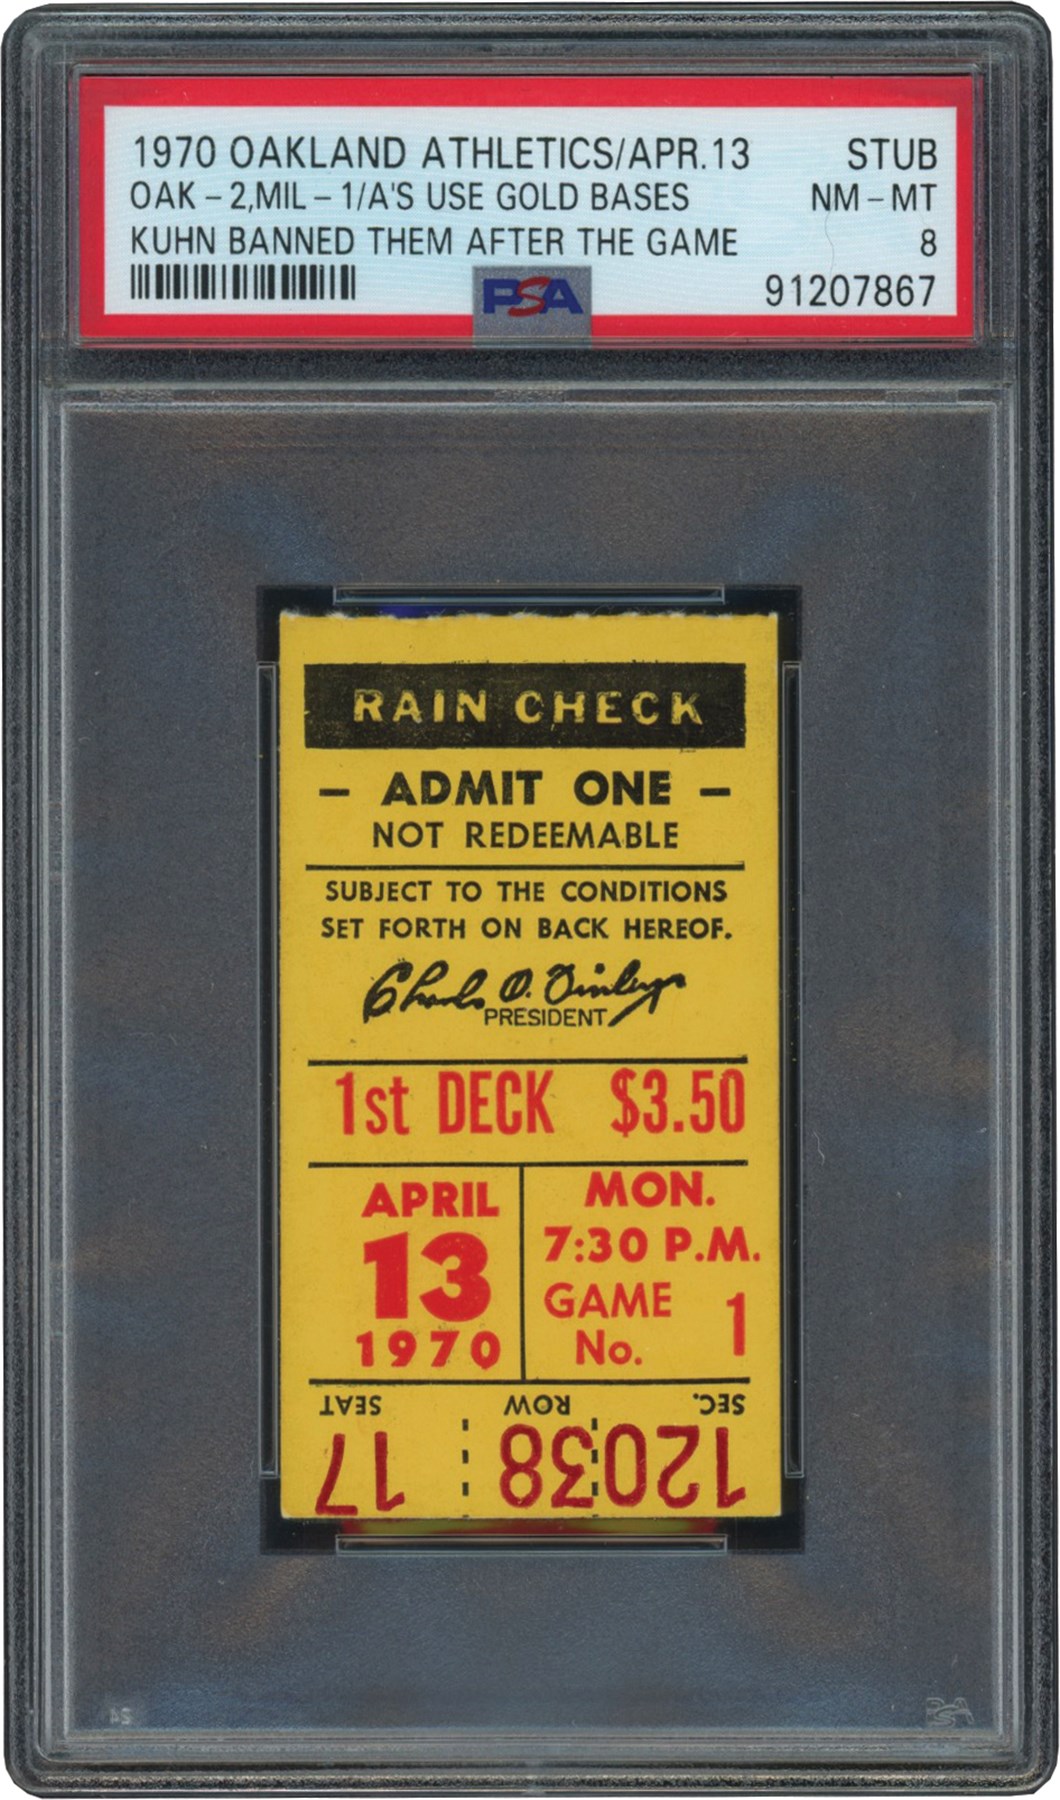 1970 OAKLAND ATHLETICS/APR.13 STUB
OAK - 2,MIL - 1/A'S USE GOLD BASES NM - MT
KUHN BANNED THEM AFTER THE GAME 8
PSA 91207867
RAIN CHECK
- ADMIT ONE -
NOT REDEEMABLE
SUBJECT TO THE CONDITIONS
SET FORTH ON BACK HEREOF.
Charles O. Finley
PRESIDENT
1st DECK $3.50
APRIL
13
1970
MON.
7:30 P.M.
GAME
No. 1
SEC. ROW SEAT
120 38 17
PSA